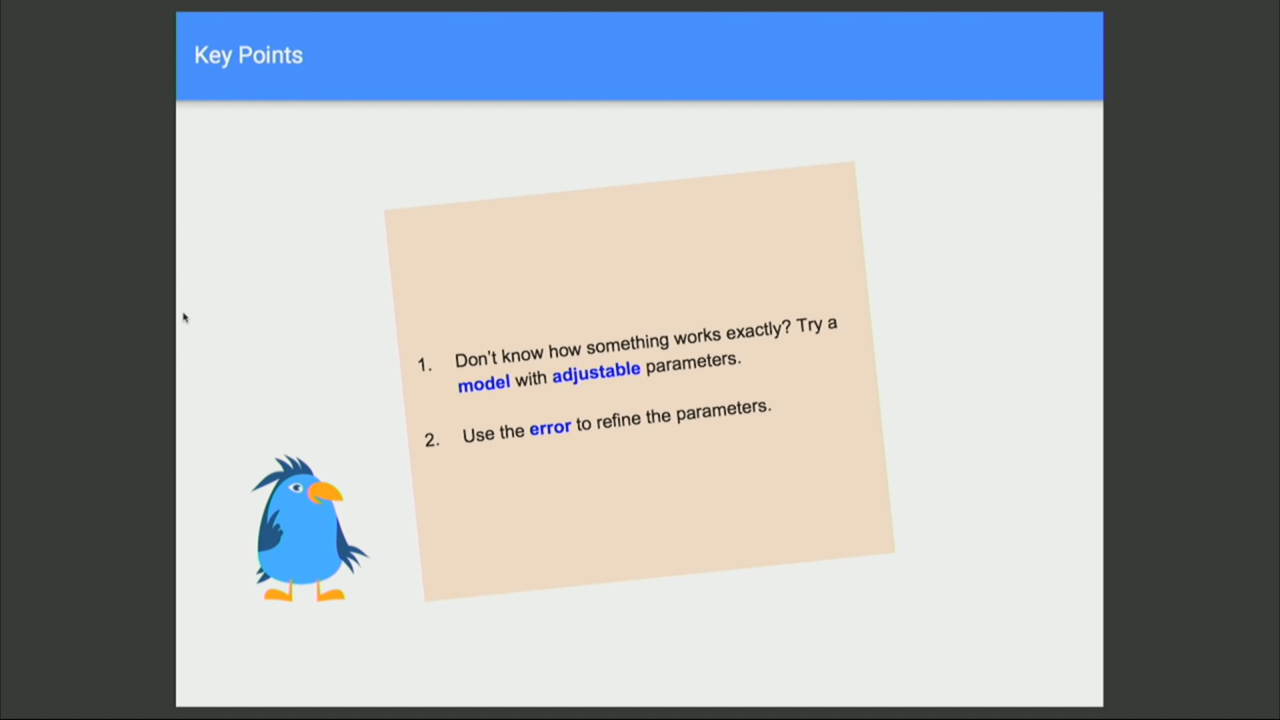 Key Points
1. Don't know how something works exactly? Try a
model with adjustable parameters.
2. Use the error to refine the parameters.